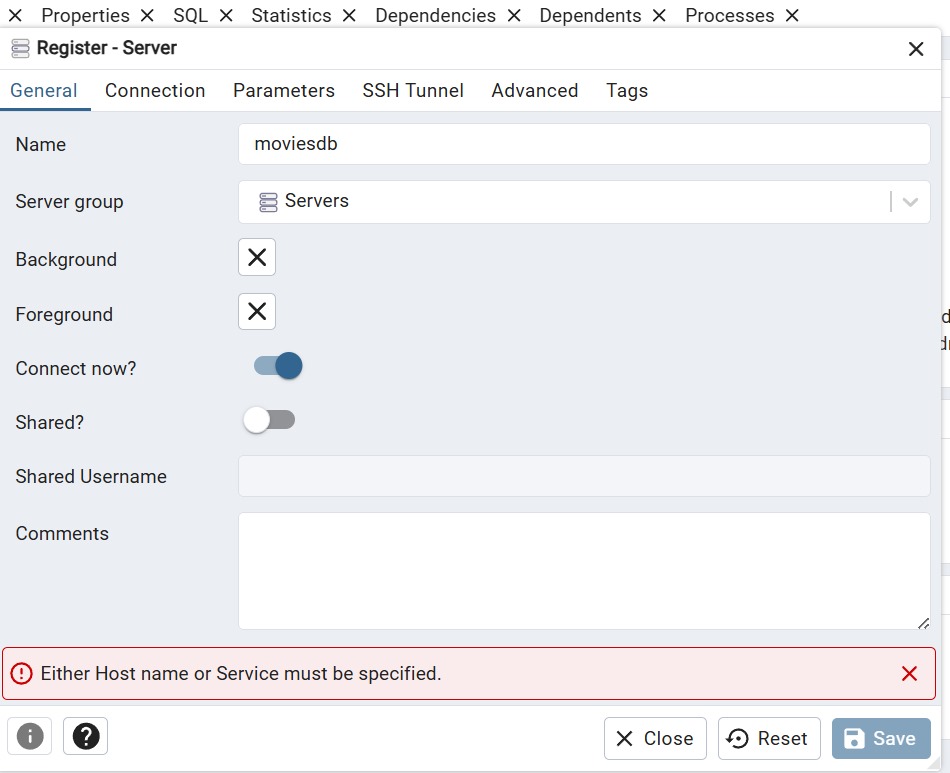 Properties SQL Statistics Dependencies Dependents Processes
Register - Server
General Connection Parameters SSH Tunnel Advanced Tags
Name moviesdb
Server group Servers
Background
Foreground
Connect now?
Shared?
Shared Username
Comments
Either Host name or Service must be specified.
Close Reset Save